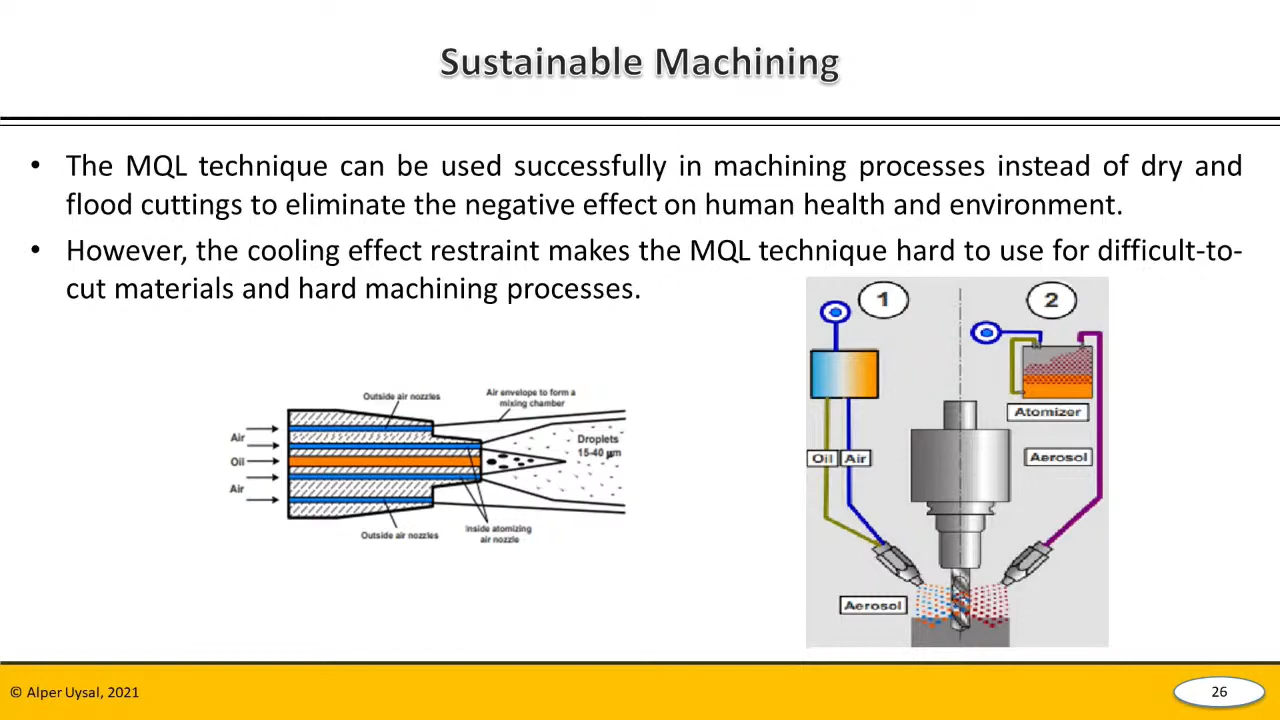 Sustainable Machining
• The MQL technique can be used successfully in machining processes instead of dry and
flood cuttings to eliminate the negative effect on human health and environment.
• However, the cooling effect restraint makes the MQL technique hard to use for difficult-to-
cut materials and hard machining processes.
Outside air nozzles
Air envelope to form a
mixing chamber
Air
Oil
Air
Droplets
15-40 µm
Outside air nozzles
Inside atomizing
air nozzle
1
2
Atomizer
Oil
Air
Aerosol
Aerosol
© Alper Uysal, 2021
26